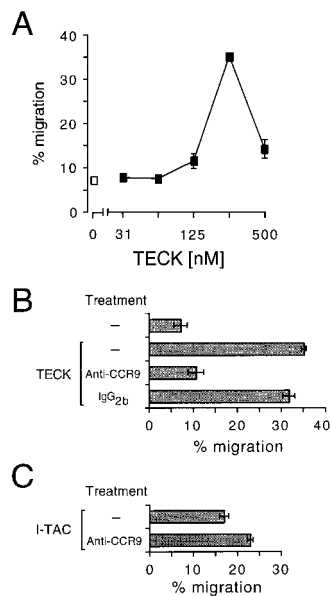 A
40
30
% migration
20
10
0
0 31 125 500
TECK [nM]
B
Treatment
–
–
TECK
Anti-CCR9
IgG2b
0 10 20 30 40
% migration
C
Treatment
–
I-TAC
Anti-CCR9
0 10 20 30
% migration